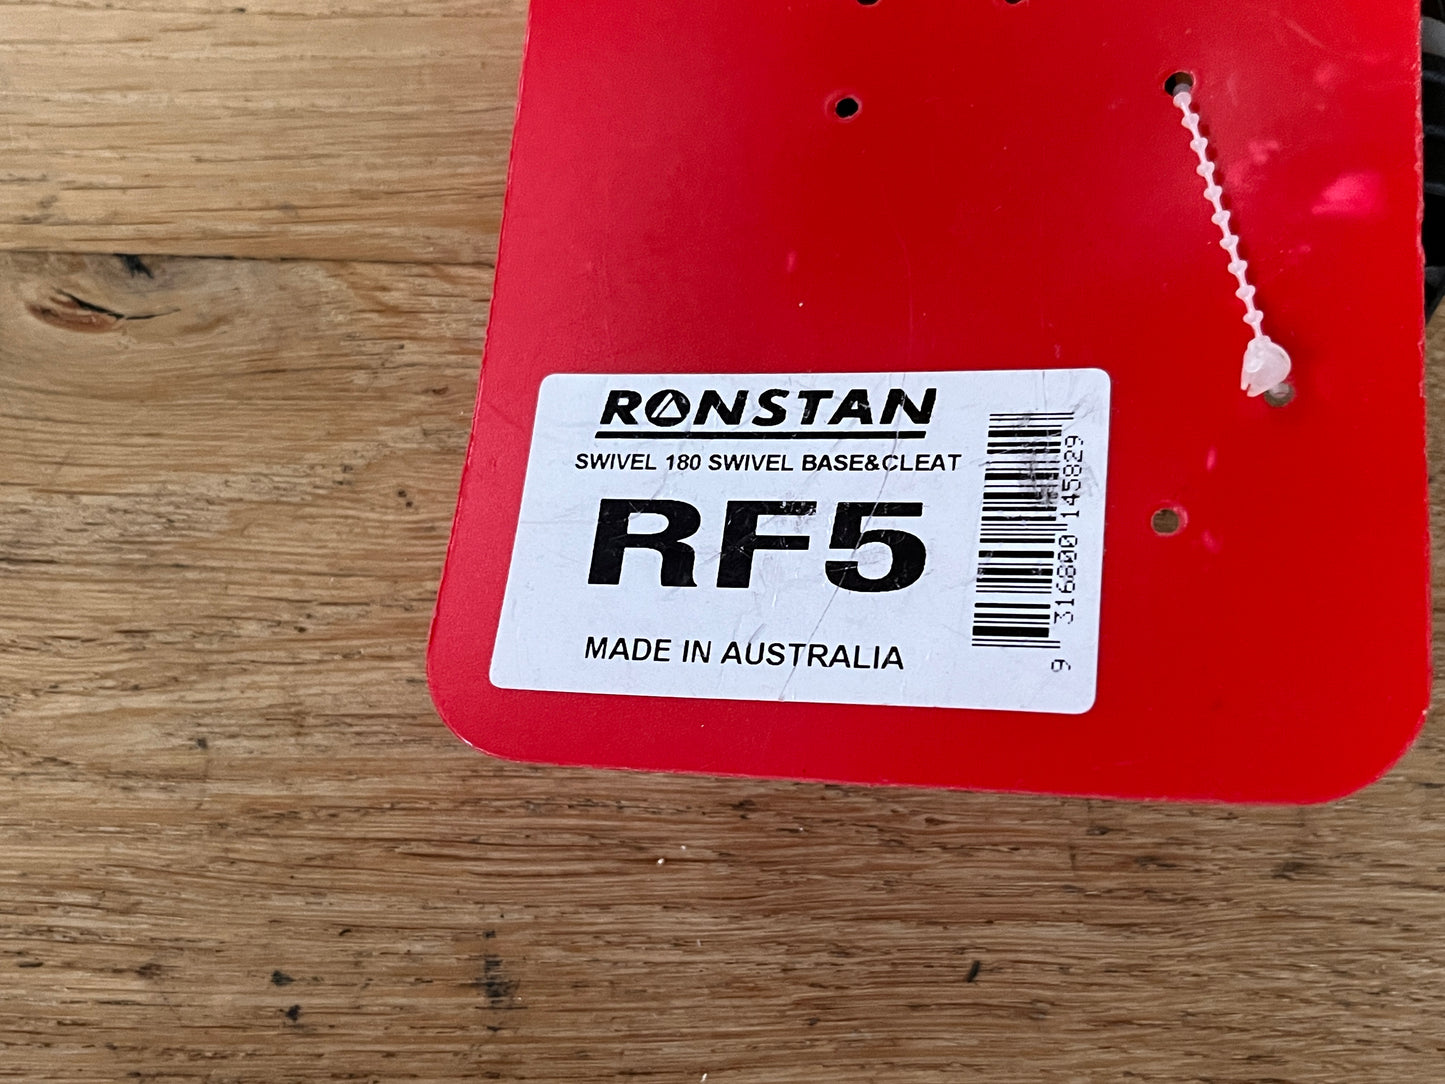 RONSTAN
SWIVEL 180 SWIVEL BASE&CLEAT
RF5
MADE IN AUSTRALIA
9 316800 145829